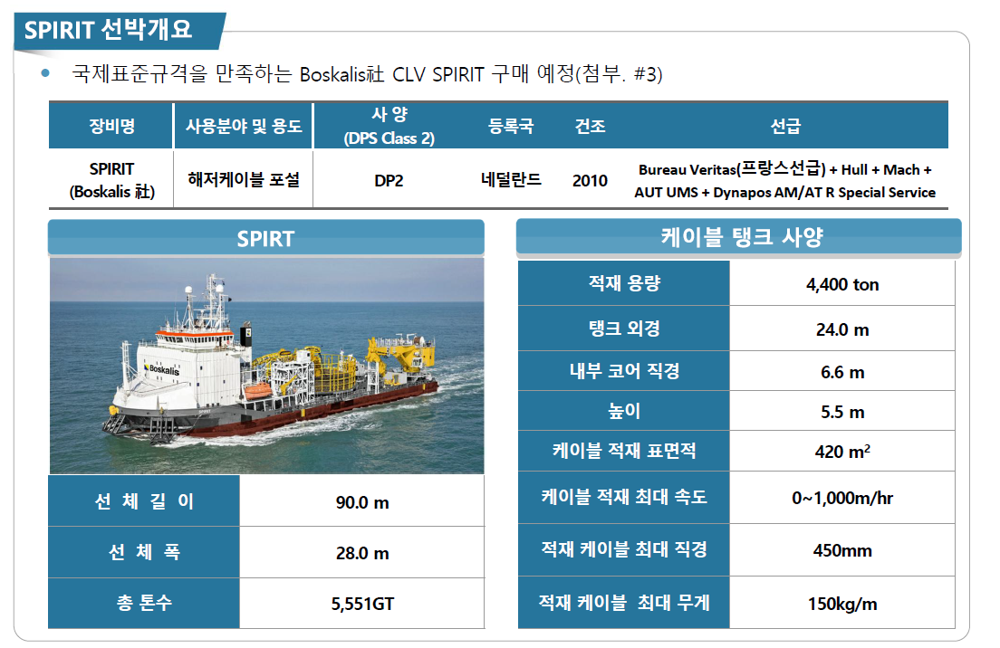 SPIRIT 선박개요
• 국제표준규격을 만족하는 Boskalis社 CLV SPIRIT 구매 예정(첨부. #3)
장비명 사용분야 및 용도 사 양 (DPS Class 2) 등록국 건조 선급
SPIRIT (Boskalis 社) 해저케이블 포설 DP2 네덜란드 2010 Bureau Veritas(프랑스선급) + Hull + Mach +
AUT UMS + Dynapos AM/AT R Special Service
SPIRT
Boskalis
SPIRIT
선 체 길 이 90.0 m
선 체 폭 28.0 m
총 톤수 5,551GT
케이블 탱크 사양
적재 용량 4,400 ton
탱크 외경 24.0 m
내부 코어 직경 6.6 m
높이 5.5 m
케이블 적재 표면적 420 m²
케이블 적재 최대 속도 0~1,000m/hr
적재 케이블 최대 직경 450mm
적재 케이블 최대 무게 150kg/m